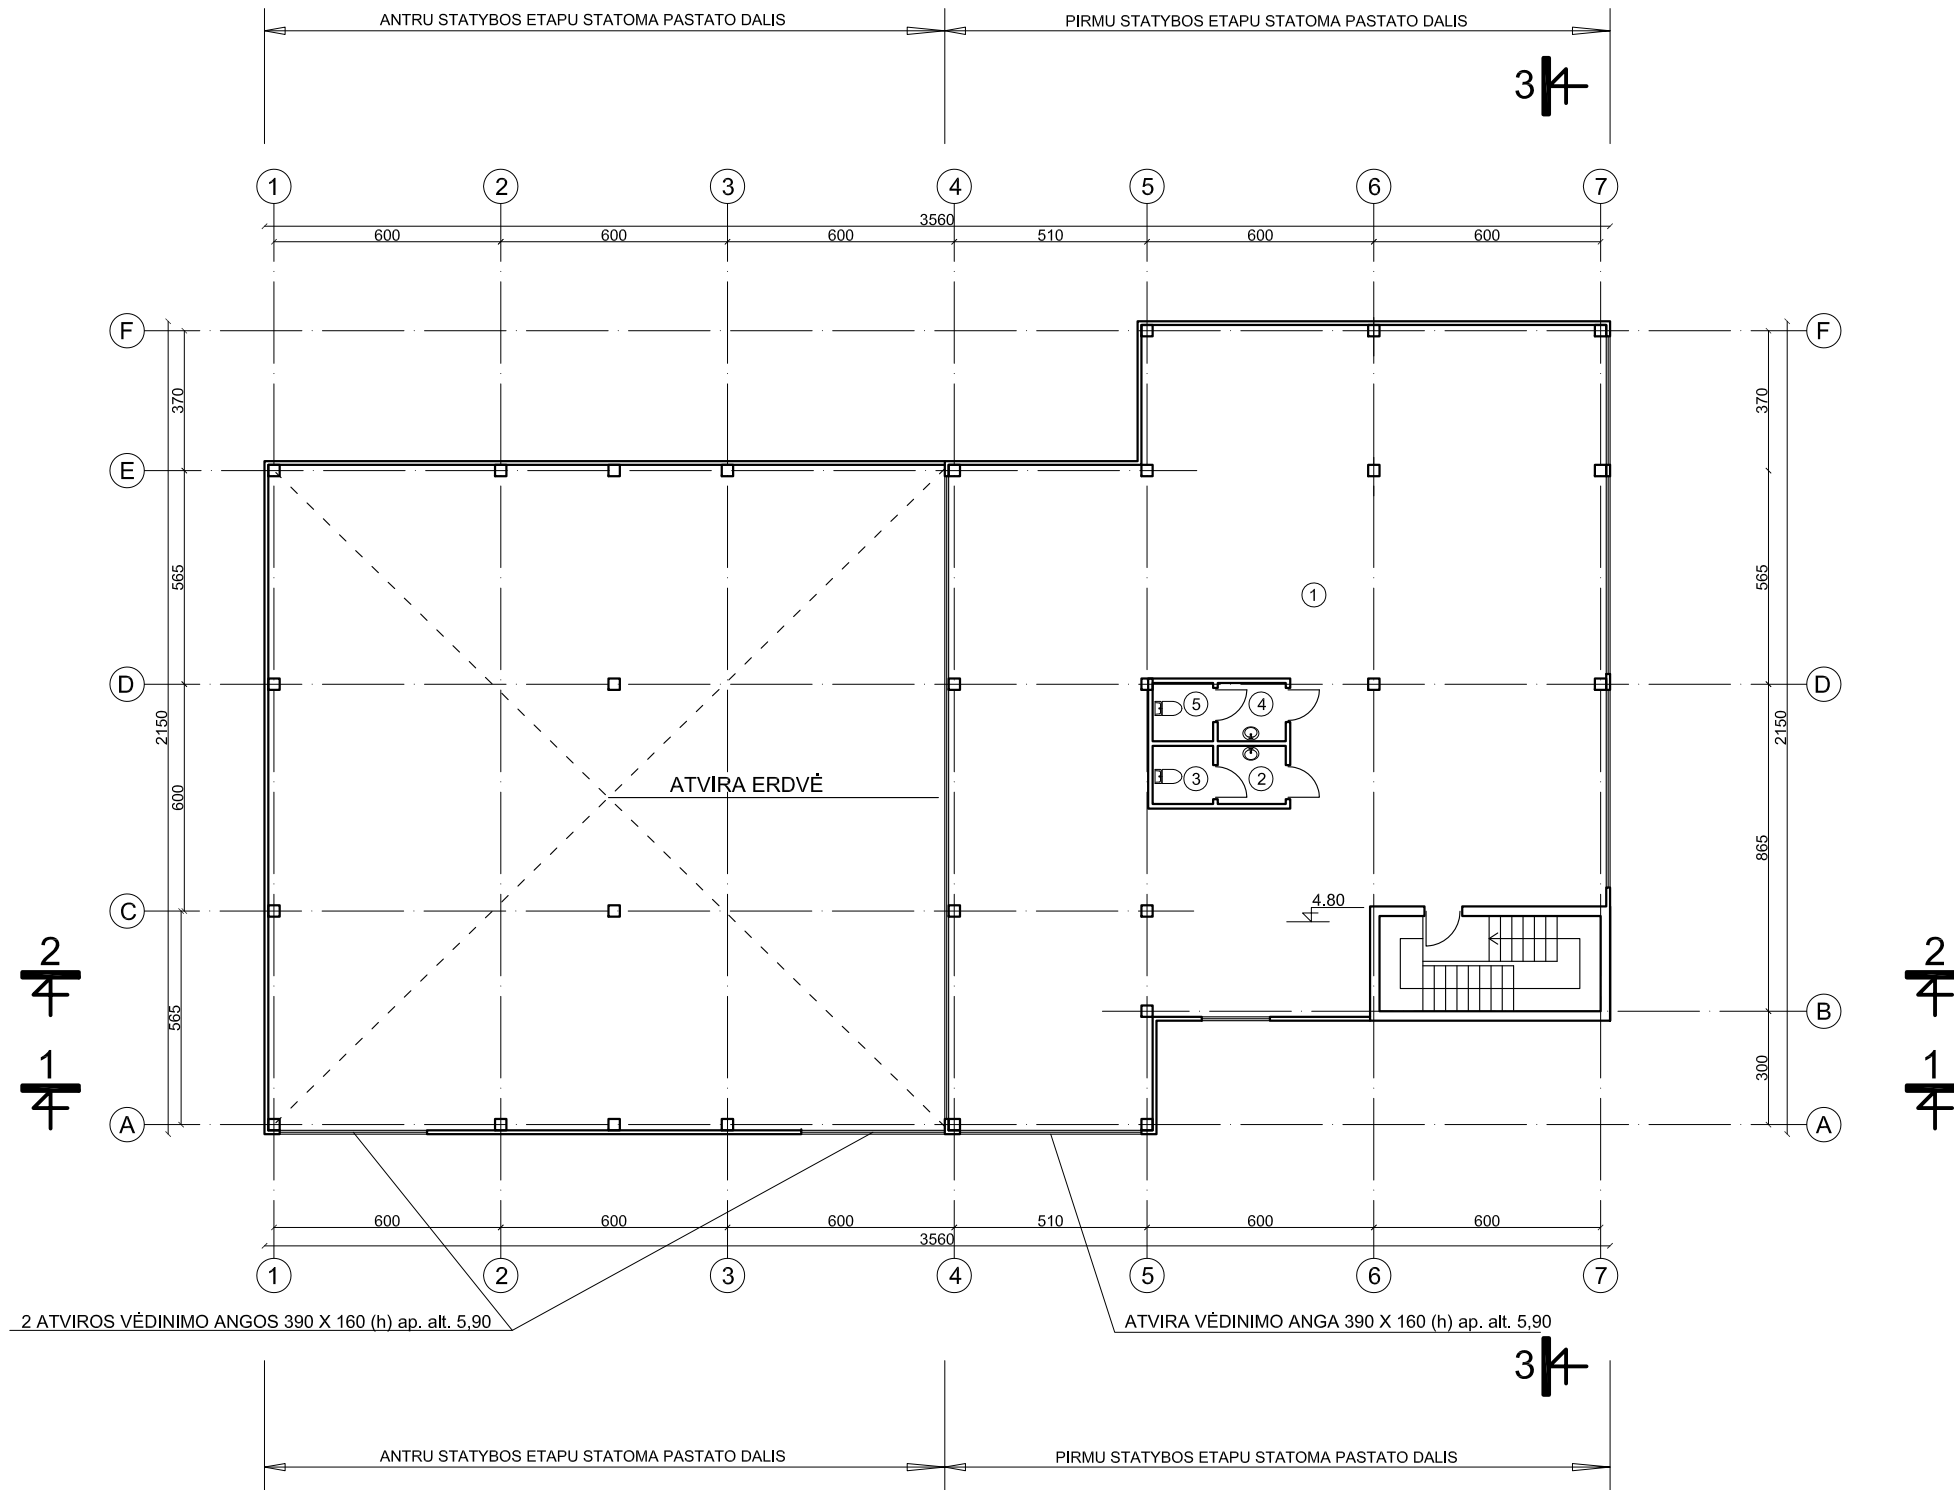 ANTRU STATYBOS ETAPU STATOMA PASTATO DALIS
PIRMU STATYBOS ETAPU STATOMA PASTATO DALIS
3
1 2 3 4 5 6 7
3560
600 600 600 510 600 600
F F
370 370
E
565 565
1
D D
5 4
2150 2150
3 2
ATVIRA ERDVĖ
600
865
C
4.80
2 2
565
B
1 1
300
A A
600 600 600 510 600 600
3560
1 2 3 4 5 6 7
2 ATVIROS VĖDINIMO ANGOS 390 X 160 (h) ap. alt. 5,90
ATVIRA VĖDINIMO ANGA 390 X 160 (h) ap. alt. 5,90
3
ANTRU STATYBOS ETAPU STATOMA PASTATO DALIS
PIRMU STATYBOS ETAPU STATOMA PASTATO DALIS